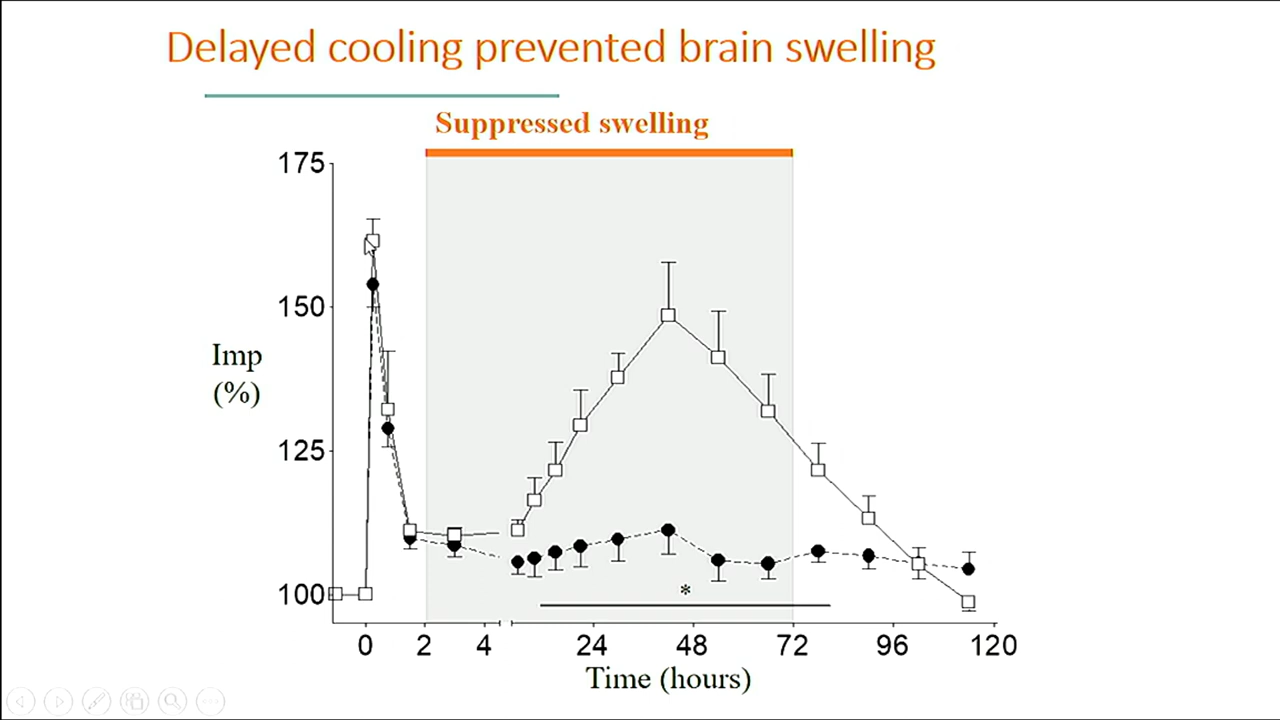 Delayed cooling prevented brain swelling
Suppressed swelling
175
150
125
100
Imp
(%)
*
0 2 4 24 48 72 96 120
Time (hours)